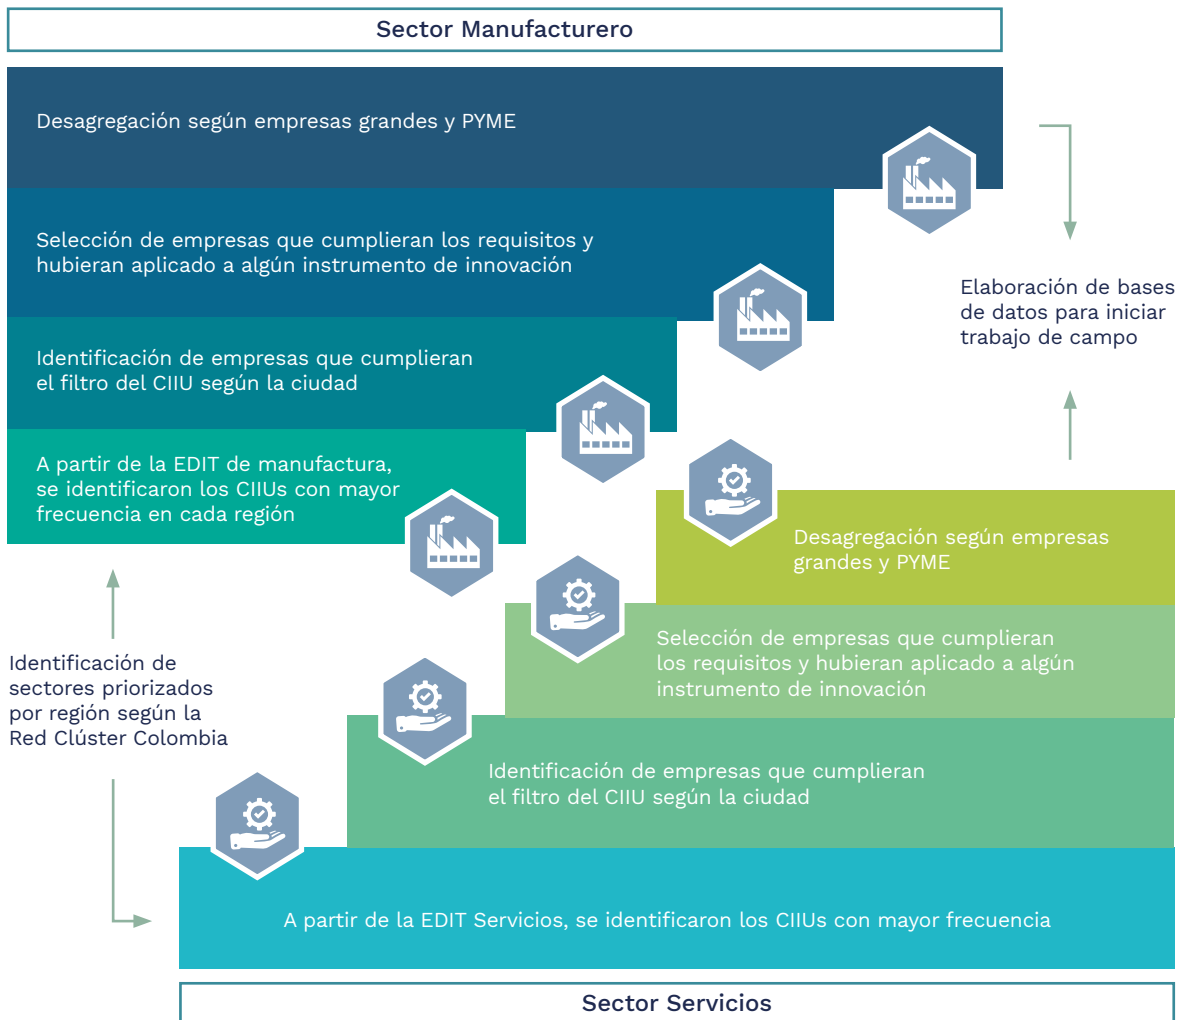 Sector Manufacturero
Desagregación según empresas grandes y PYME
Selección de empresas que cumplieran los requisitos y
hubieran aplicado a algún instrumento de innovación
Identificación de empresas que cumplieran
el filtro del CIIU según la ciudad
A partir de la EDIT de manufactura,
se identificaron los CIIUs con mayor
frecuencia en cada región
Elaboración de bases
de datos para iniciar
trabajo de campo
Identificación de
sectores priorizados
por región según la
Red Clúster Colombia
Desagregación según empresas
grandes y PYME
Selección de empresas que cumplieran
los requisitos y hubieran aplicado a algún
instrumento de innovación
Identificación de empresas que cumplieran
el filtro del CIIU según la ciudad
A partir de la EDIT Servicios, se identificaron los CIIUs con mayor frecuencia
Sector Servicios